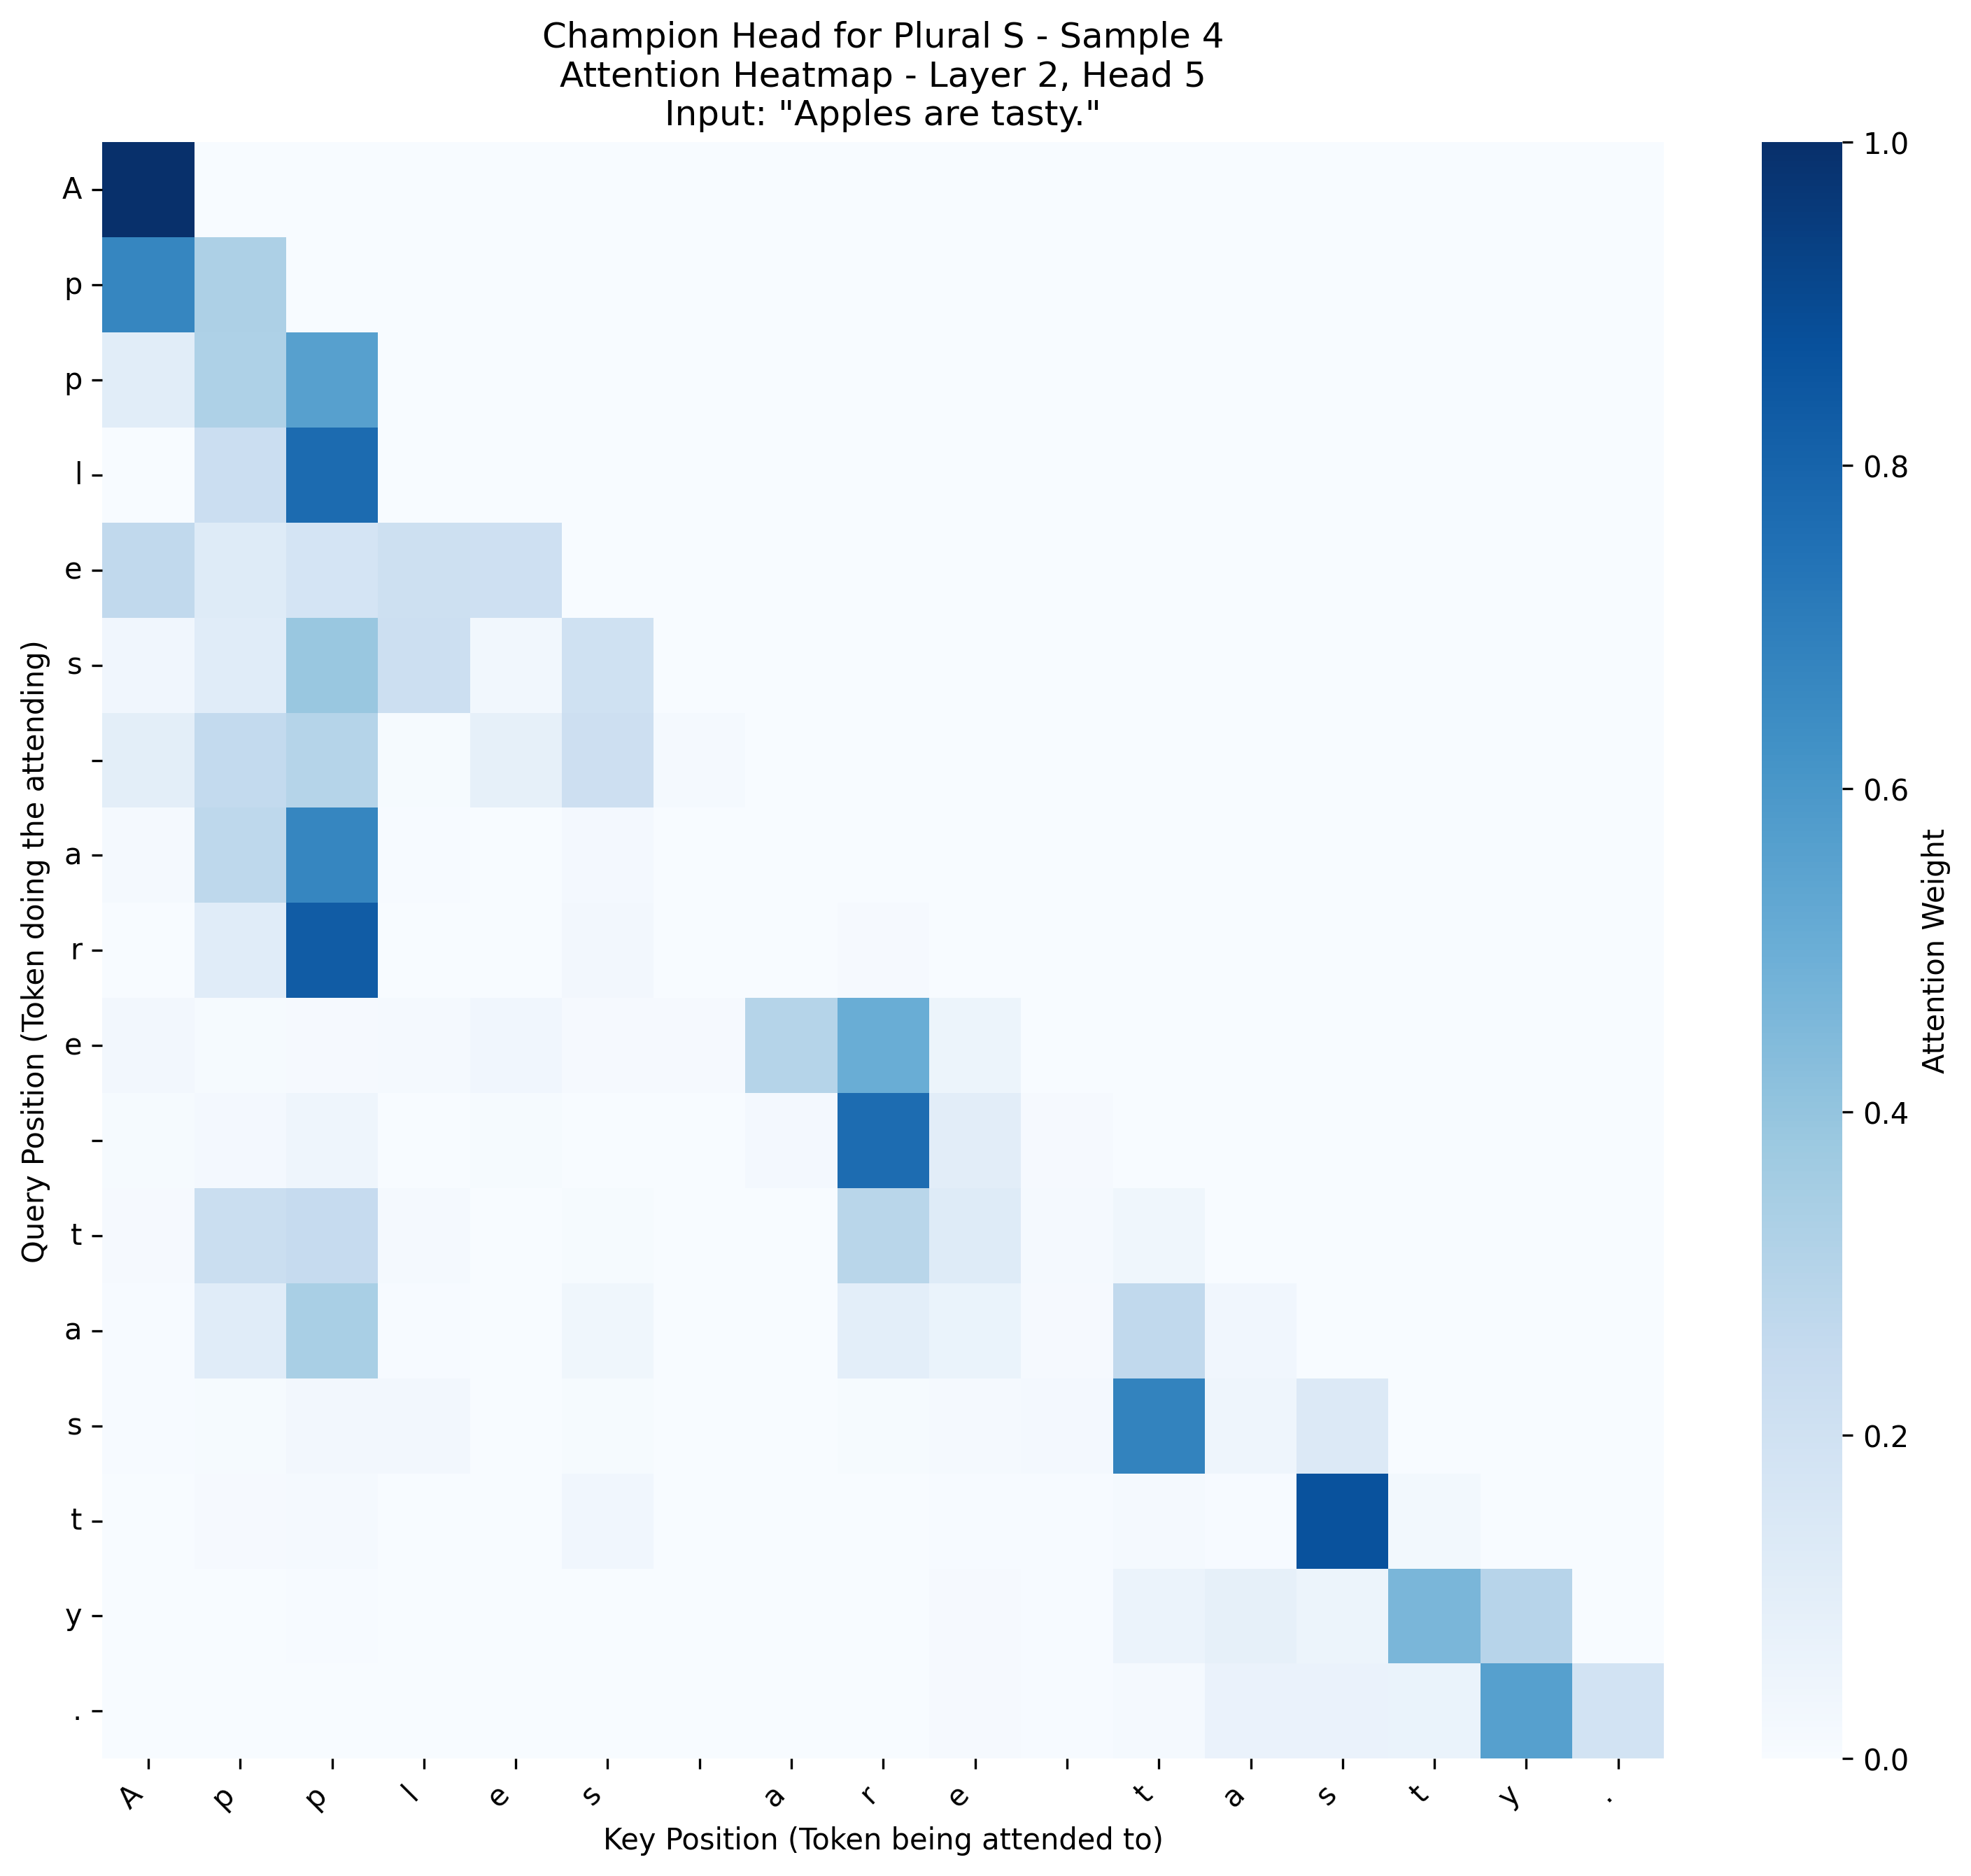 Champion Head for Plural S - Sample 4
Attention Heatmap - Layer 2, Head 5
Input: "Apples are tasty."
Query Position (Token doing the attending)
A
p
p
l
e
s
a
r
e
t
a
s
t
y
.
A p p l e s a r e t a s t y .
Key Position (Token being attended to)
1.0
0.8
0.6
0.4
0.2
0.0
Attention Weight